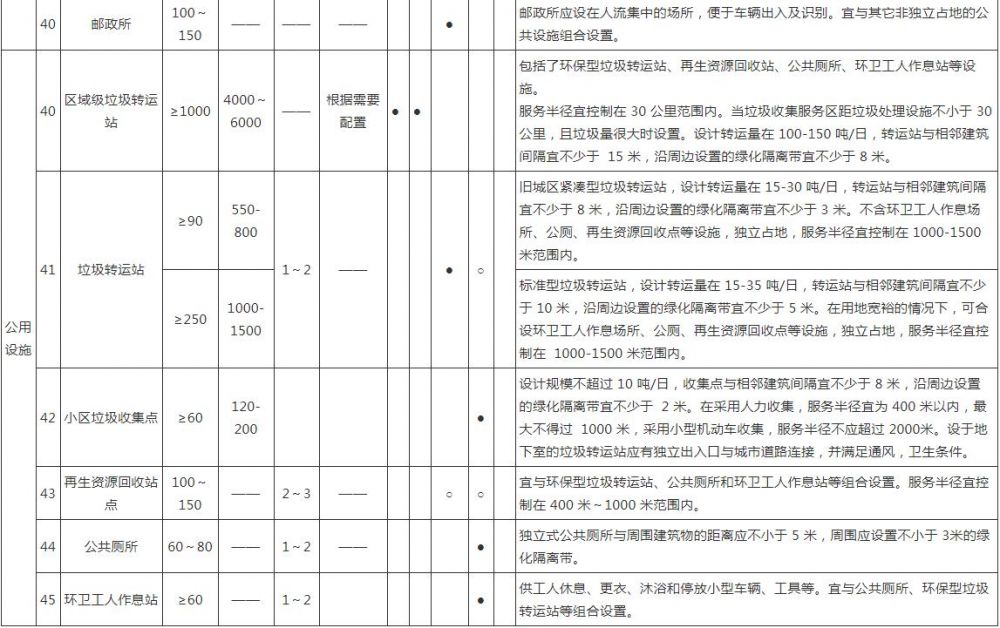 40 邮政所 100～ —— —— ● 邮政所应设在人流集中的场所，便于车辆出入及识别。宜与其它非独立占地的公
150 共设施组合设置。
包括了环保型垃圾转运站、再生资源回收站、公共厕所、环卫工人作息站等设
施。
40 区域级垃圾转运 ≥1000 4000～ —— 根据需要 ● ● 服务半径宜控制在 30 公里范围内。当垃圾收集服务区距垃圾处理设施不小于 30
站 6000 配置 公里，且垃圾量很大时设置。设计转运量在 100-150 吨/日，转运站与相邻建筑
间隔宜不少于 15 米，沿周边设置的绿化隔离带宜不少于 8 米。
旧城区紧凑型垃圾转运站，设计转运量在 15-30 吨/日，转运站与相邻建筑间隔
≥90 550- 宜不少于 8 米，沿周边设置的绿化隔离带宜不少于 3 米。不含环卫工人作息场
800 所、公厕、再生资源回收点等设施，独立占地，服务半径宜控制在 1000-1500
米范围内。
41 垃圾转运站 1～2 —— ● ○
标准型垃圾转运站，设计转运量在 15-35 吨/日，转运站与相邻建筑间隔宜不少
≥250 1000- 于 10 米，沿周边设置的绿化隔离带宜不少于 5 米。在用地宽裕的情况下，可合
1500 设环卫工人作息场所、公厕、再生资源回收点等设施，独立占地，服务半径宜控
制在 1000-1500 米范围内。
公用
设施
设计规模不超过 10 吨/日，收集点与相邻建筑间隔宜不少于 8 米，沿周边设置
42 小区垃圾收集点 ≥60 120- ● 的绿化隔离带宜不少于 2 米。在采用人力收集，服务半径宜为 400 米以内，最
200 大不得过 1000 米，采用小型机动车收集，服务半径不应超过 2000米。设于地
下室的垃圾转运站应有独立出入口与城市道路连接，并满足通风，卫生条件。
43 再生资源回收站 100～ —— 2～3 —— ○ ○ 宜与环保型垃圾转运站、公共厕所和环卫工人作息站等组合设置。服务半径宜控
点 150 制在 400 米～1000 米范围内。
44 公共厕所 60～80 —— 1～2 —— ● 独立式公共厕所与周围建筑物的距离应不小于 5 米，周围应设置不小于 3米的绿
化隔离带。
45 环卫工人作息站 ≥60 —— 1～2 ● 供工人休息、更衣、沐浴和停放小型车辆、工具等。宜与公共厕所、环保型垃圾
转运站等组合设置。